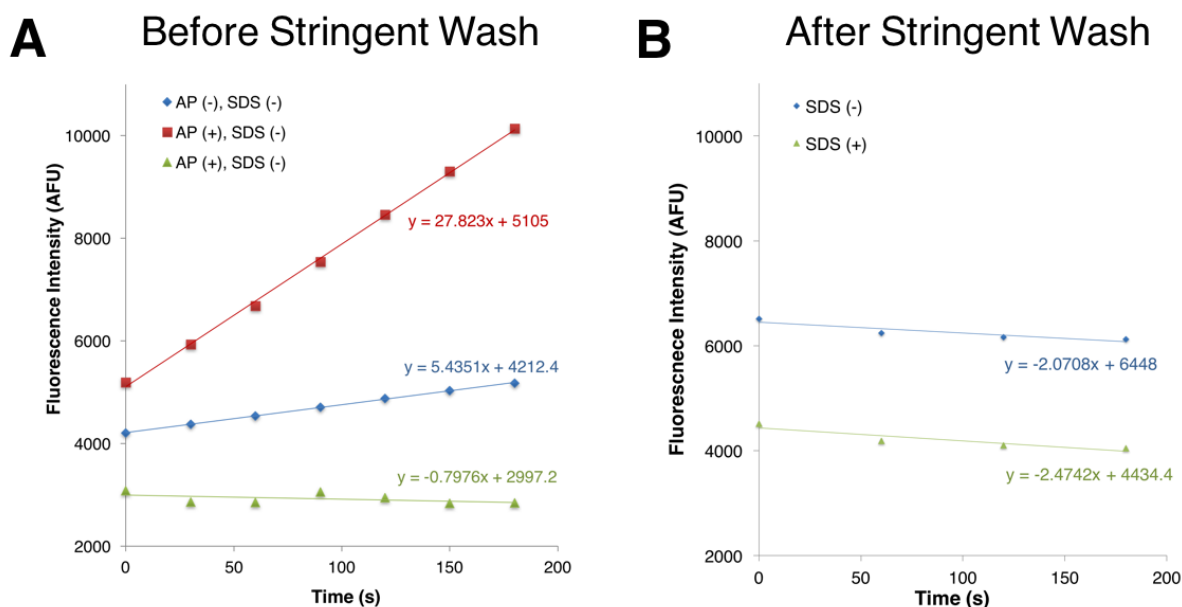 A
Before Stringent Wash
AP (-), SDS (-)
AP (+), SDS (-)
AP (+), SDS (-)
Fluorescence Intensity (AFU)
10000
8000
6000
4000
2000
y = 27.823x + 5105
y = 5.4351x + 4212.4
y = -0.7976x + 2997.2
0
50
100
150
200
Time (s)
B
After Stringent Wash
SDS (-)
SDS (+)
Fluorescnece Intensity (AFU)
10000
8000
6000
4000
2000
y = -2.0708x + 6448
y = -2.4742x + 4434.4
0
50
100
150
200
Time (s)